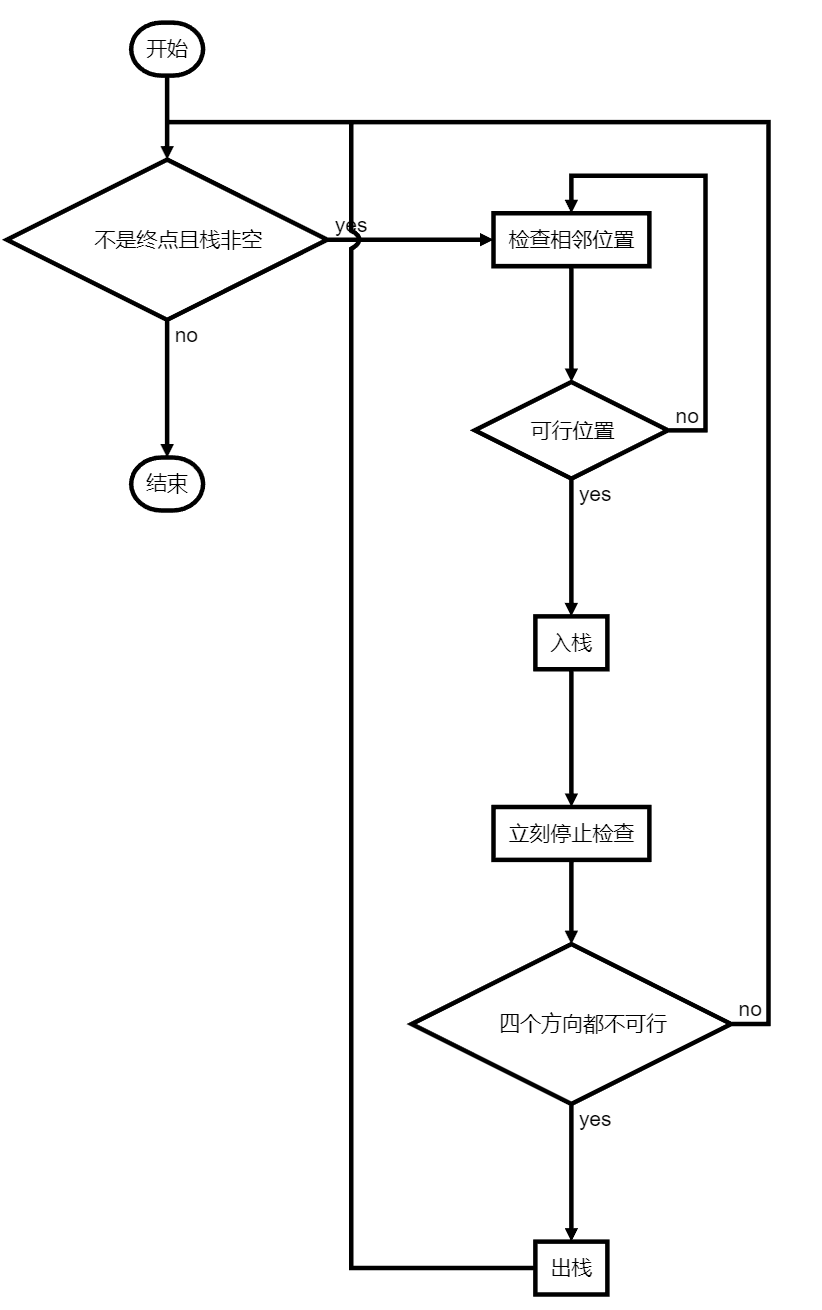 开始
不是终点且栈非空
yes
检查相邻位置
no
可行位置
no
结束
yes
入栈
立刻停止检查
no
四个方向都不可行
yes
出栈